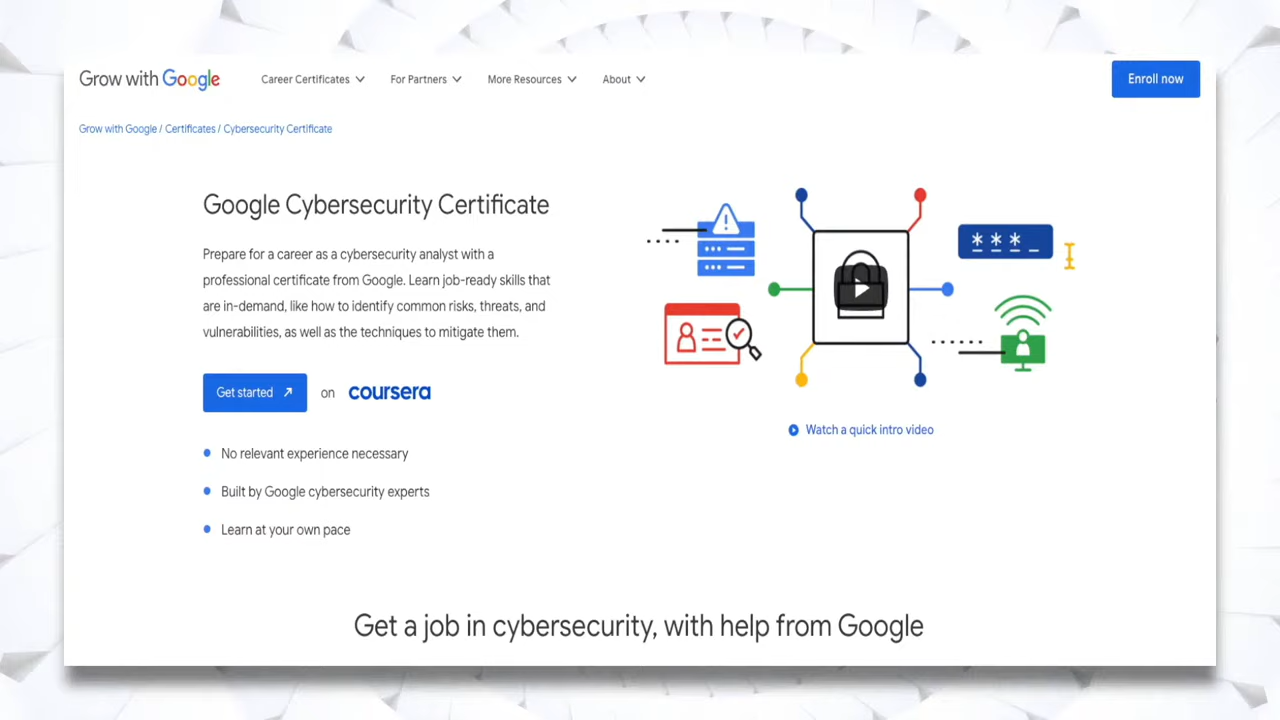 Grow with Google
Career Certificates
For Partners
More Resources
About
Enroll now
Grow with Google / Certificates / Cybersecurity Certificate
Google Cybersecurity Certificate
Prepare for a career as a cybersecurity analyst with a
professional certificate from Google. Learn job-ready skills that
are in-demand, like how to identify common risks, threats, and
vulnerabilities, as well as the techniques to mitigate them.
Get started on coursera
No relevant experience necessary
Built by Google cybersecurity experts
Learn at your own pace
* * * _
Watch a quick intro video
Get a job in cybersecurity, with help from Google